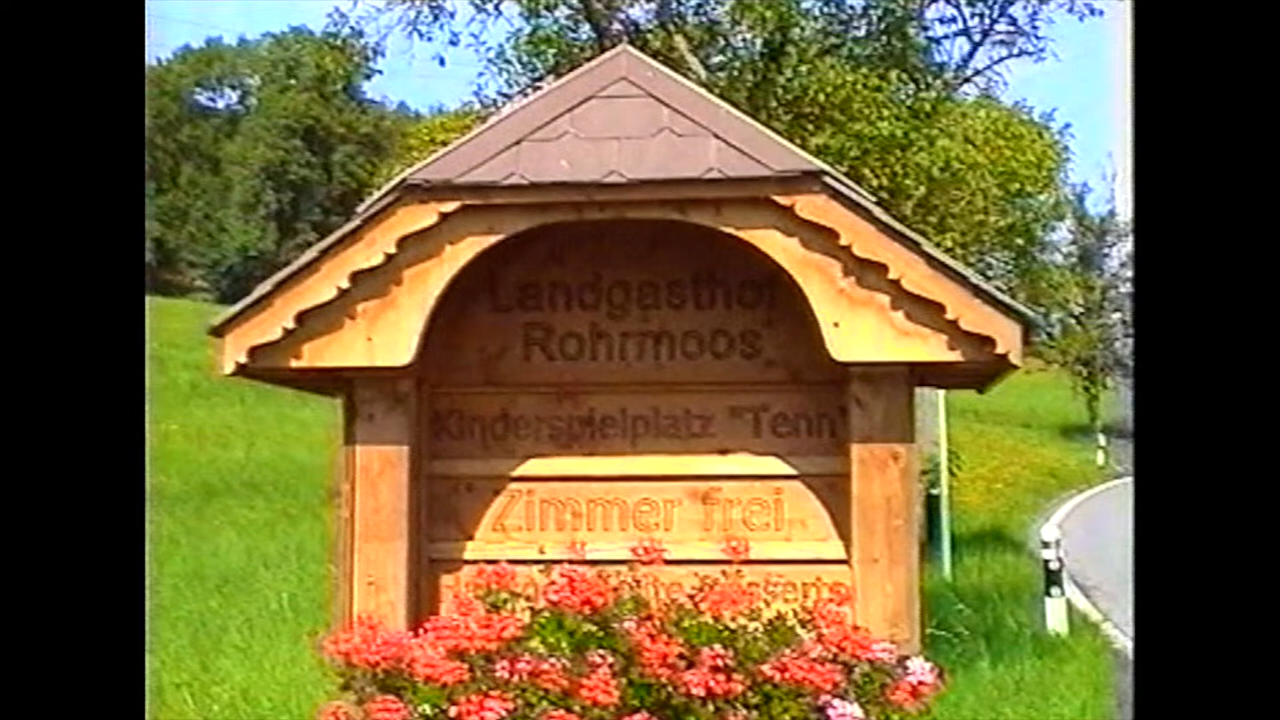 Landgasthof
Rohrmoos
Kinderspielplatz "Tenn"
Zimmer frei